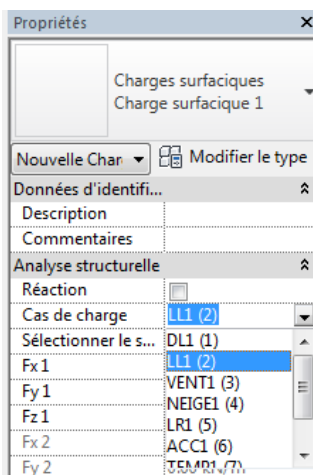 Propriétés
Charges surfaciques
Charge surfacique 1
Nouvelle Char
Modifier le type
Données d'identifi...
Description
Commentaires
Analyse structurelle
Réaction
Cas de charge LL1 (2)
Sélectionner le s... DL1 (1)
LL1 (2)
Fx 1
VENT1 (3)
Fy 1
NEIGE1 (4)
Fz 1
LR1 (5)
Fx 2
ACC1 (6)
Fy 2